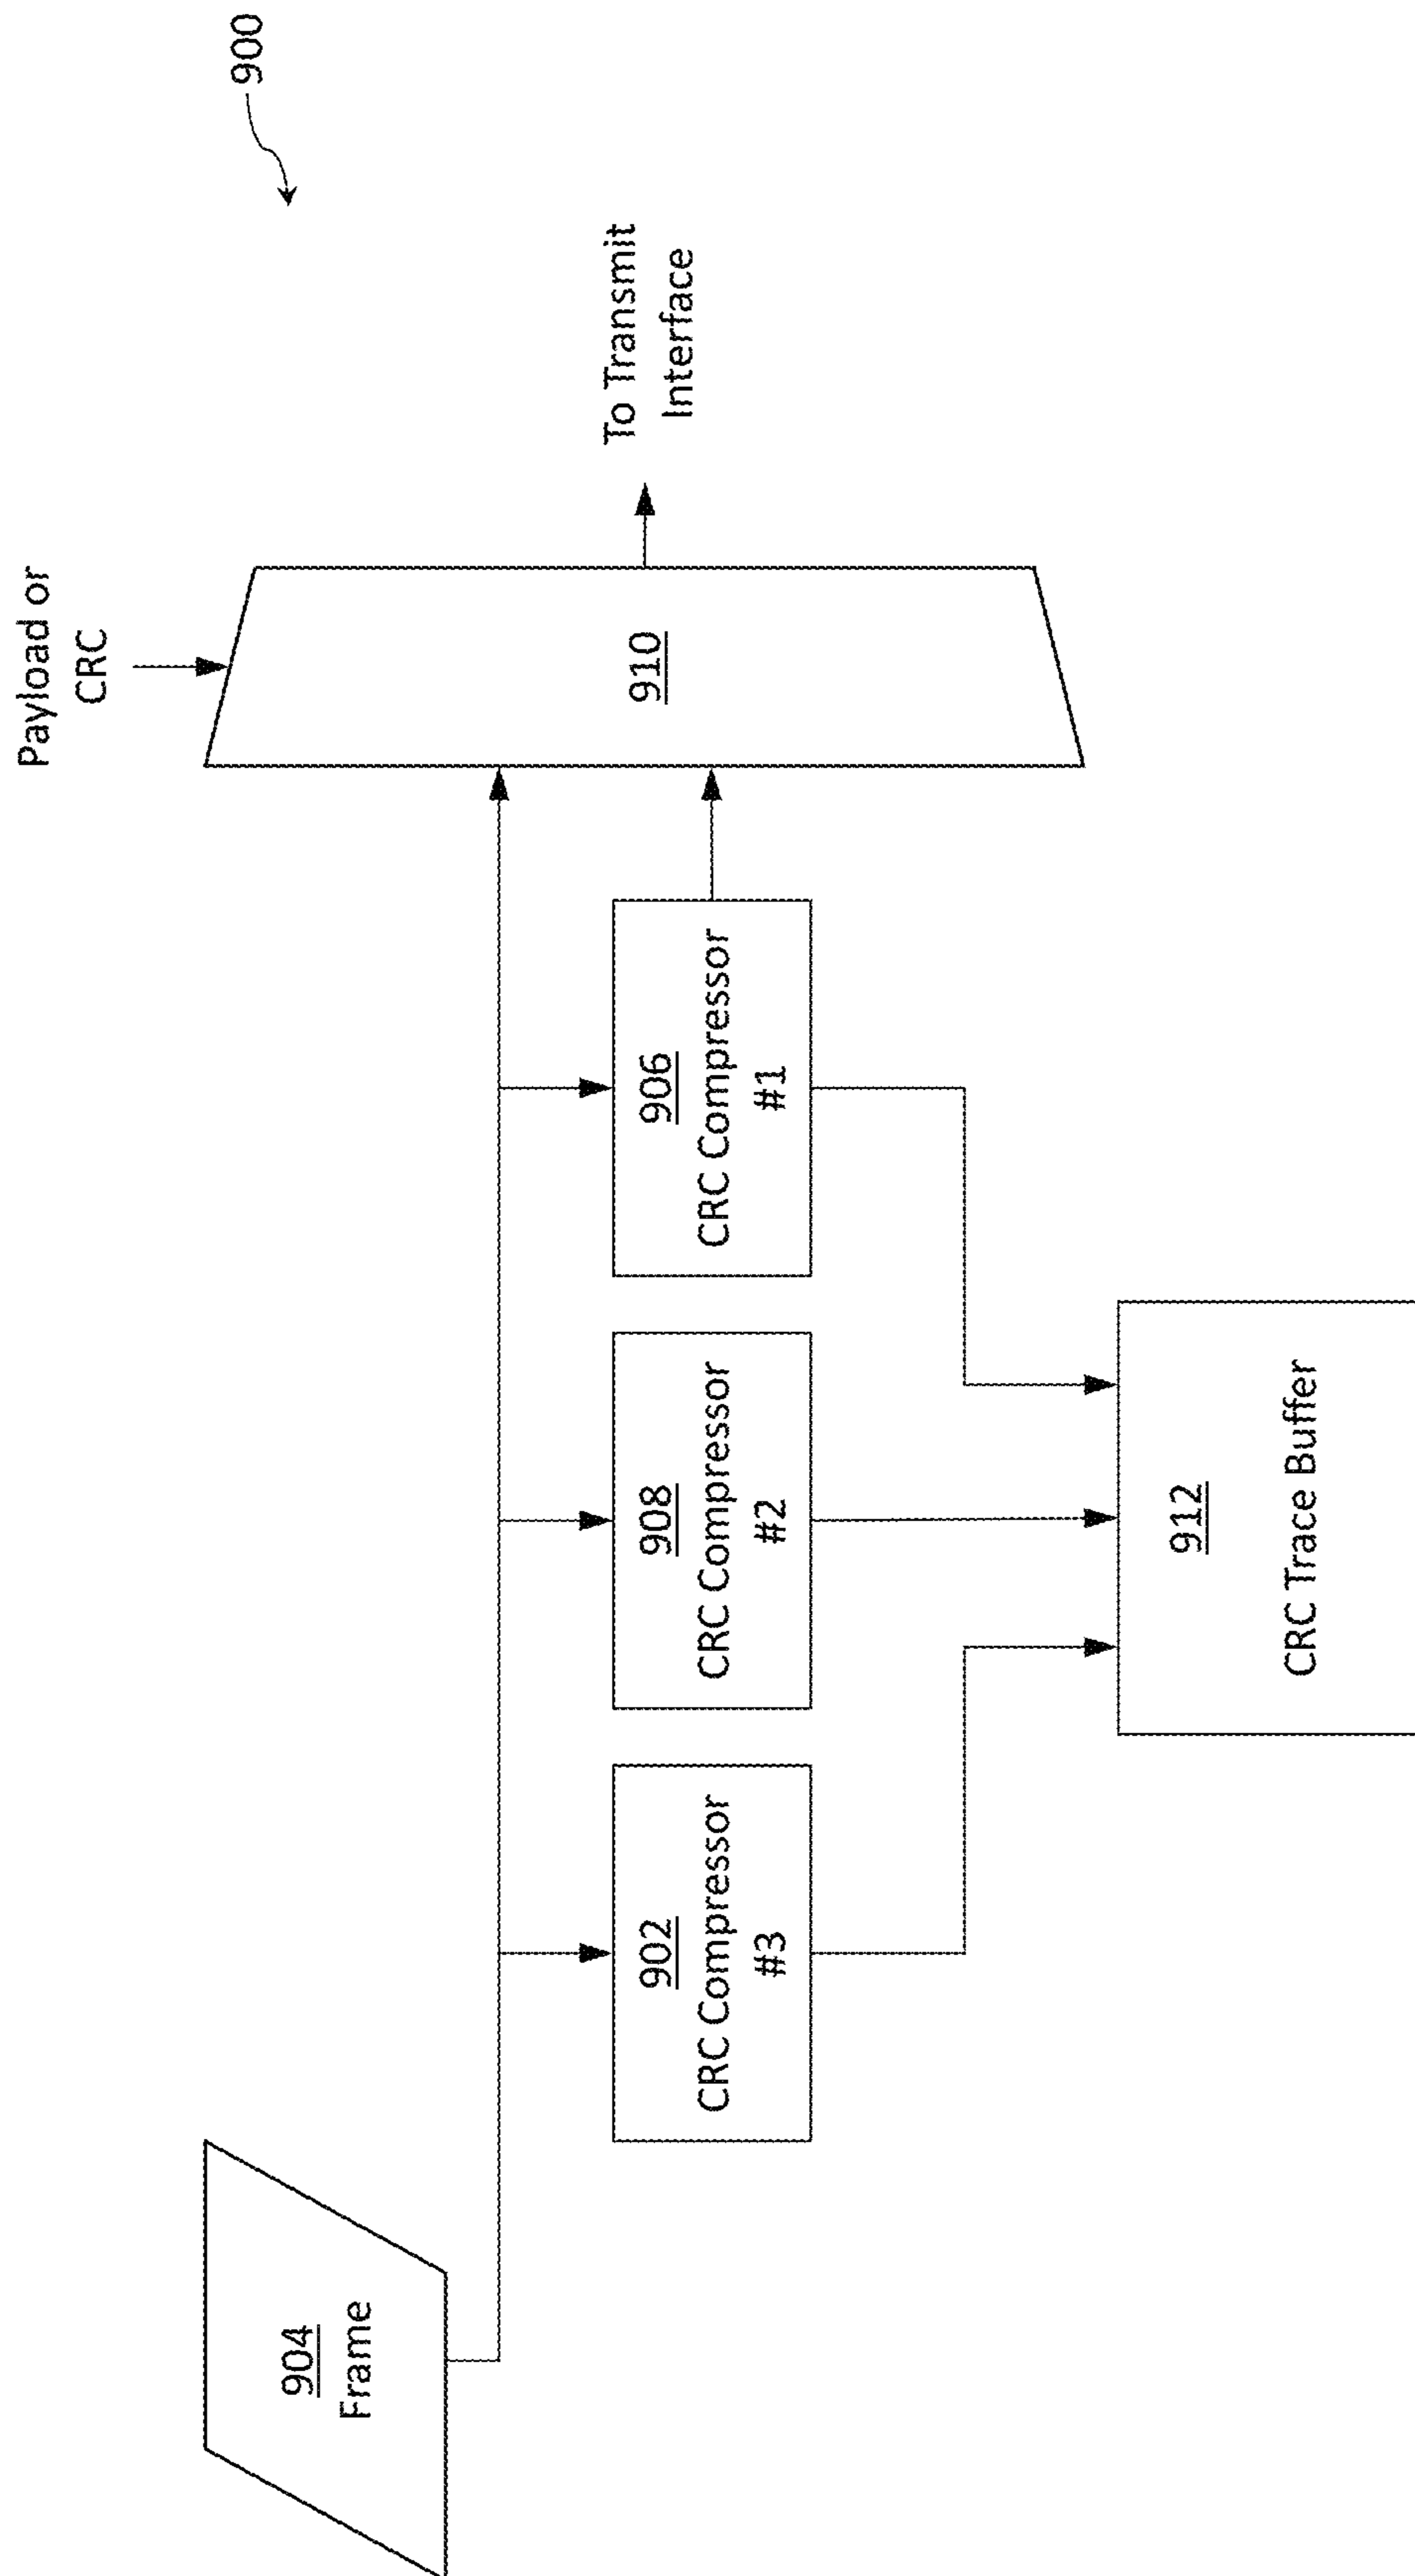 900
Payload or
CRC
To Transmit
Interface
910
904
Frame
902
CRC Compressor
#3
908
CRC Compressor
#2
906
CRC Compressor
#1
912
CRC Trace Buffer